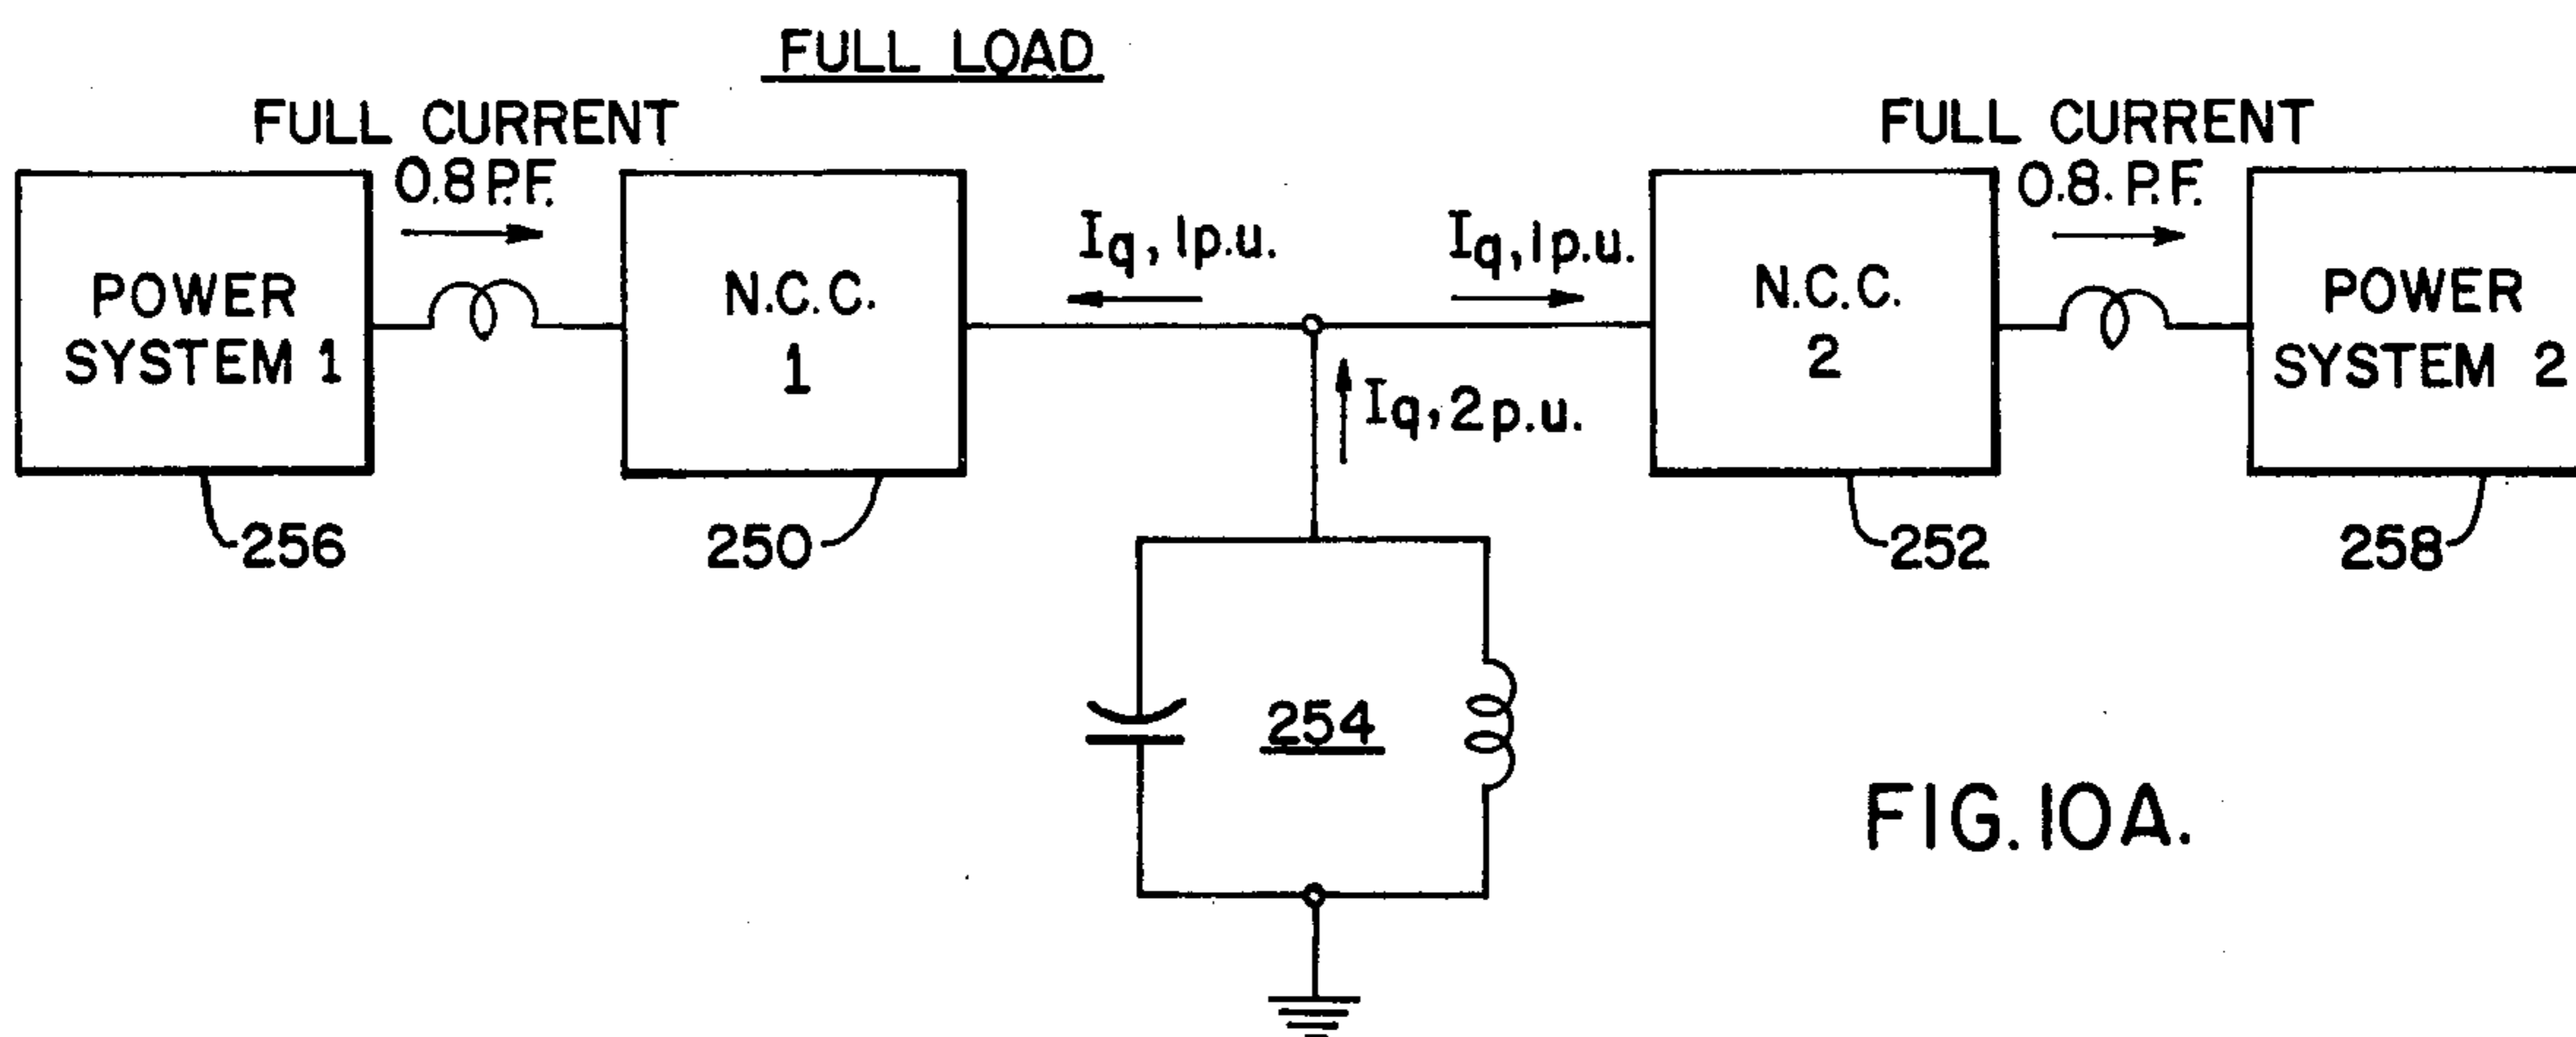 FULL LOAD
FULL CURRENT
0.8 P.F.
FULL CURRENT
0.8. P.F.
POWER
SYSTEM 1
N.C.C.
1
Iq, 1p.u.
Iq, 1p.u.
N.C.C.
2
POWER
SYSTEM 2
Iq, 2p.u.
256
250
252
258
254
FIG. 10A.